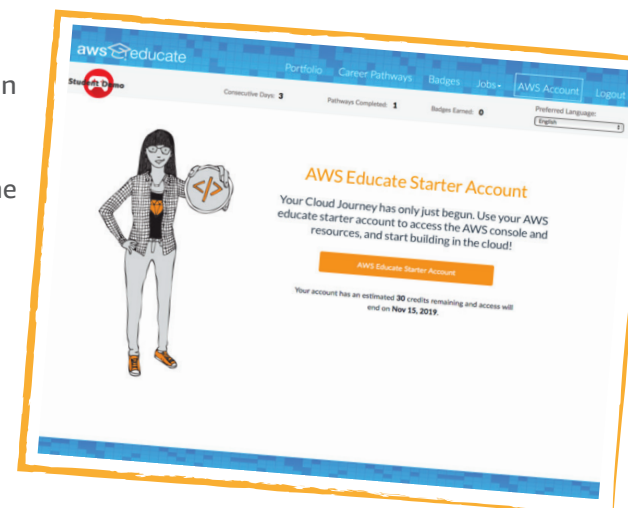 n
ne
aws educate
Portfolio Career Pathways Badges Jobs AWS Account Logout
Student Demo
Consecutive Days: 3 Pathways Completed: 1 Badges Earned: 0 Preferred Language:
English
</>
AWS Educate Starter Account
Your Cloud Journey has only just begun. Use your AWS
educate starter account to access the AWS console and
resources, and start building in the cloud!
AWS Educate Starter Account
Your account has an estimated 30 credits remaining and access will
end on Nov 15, 2019.